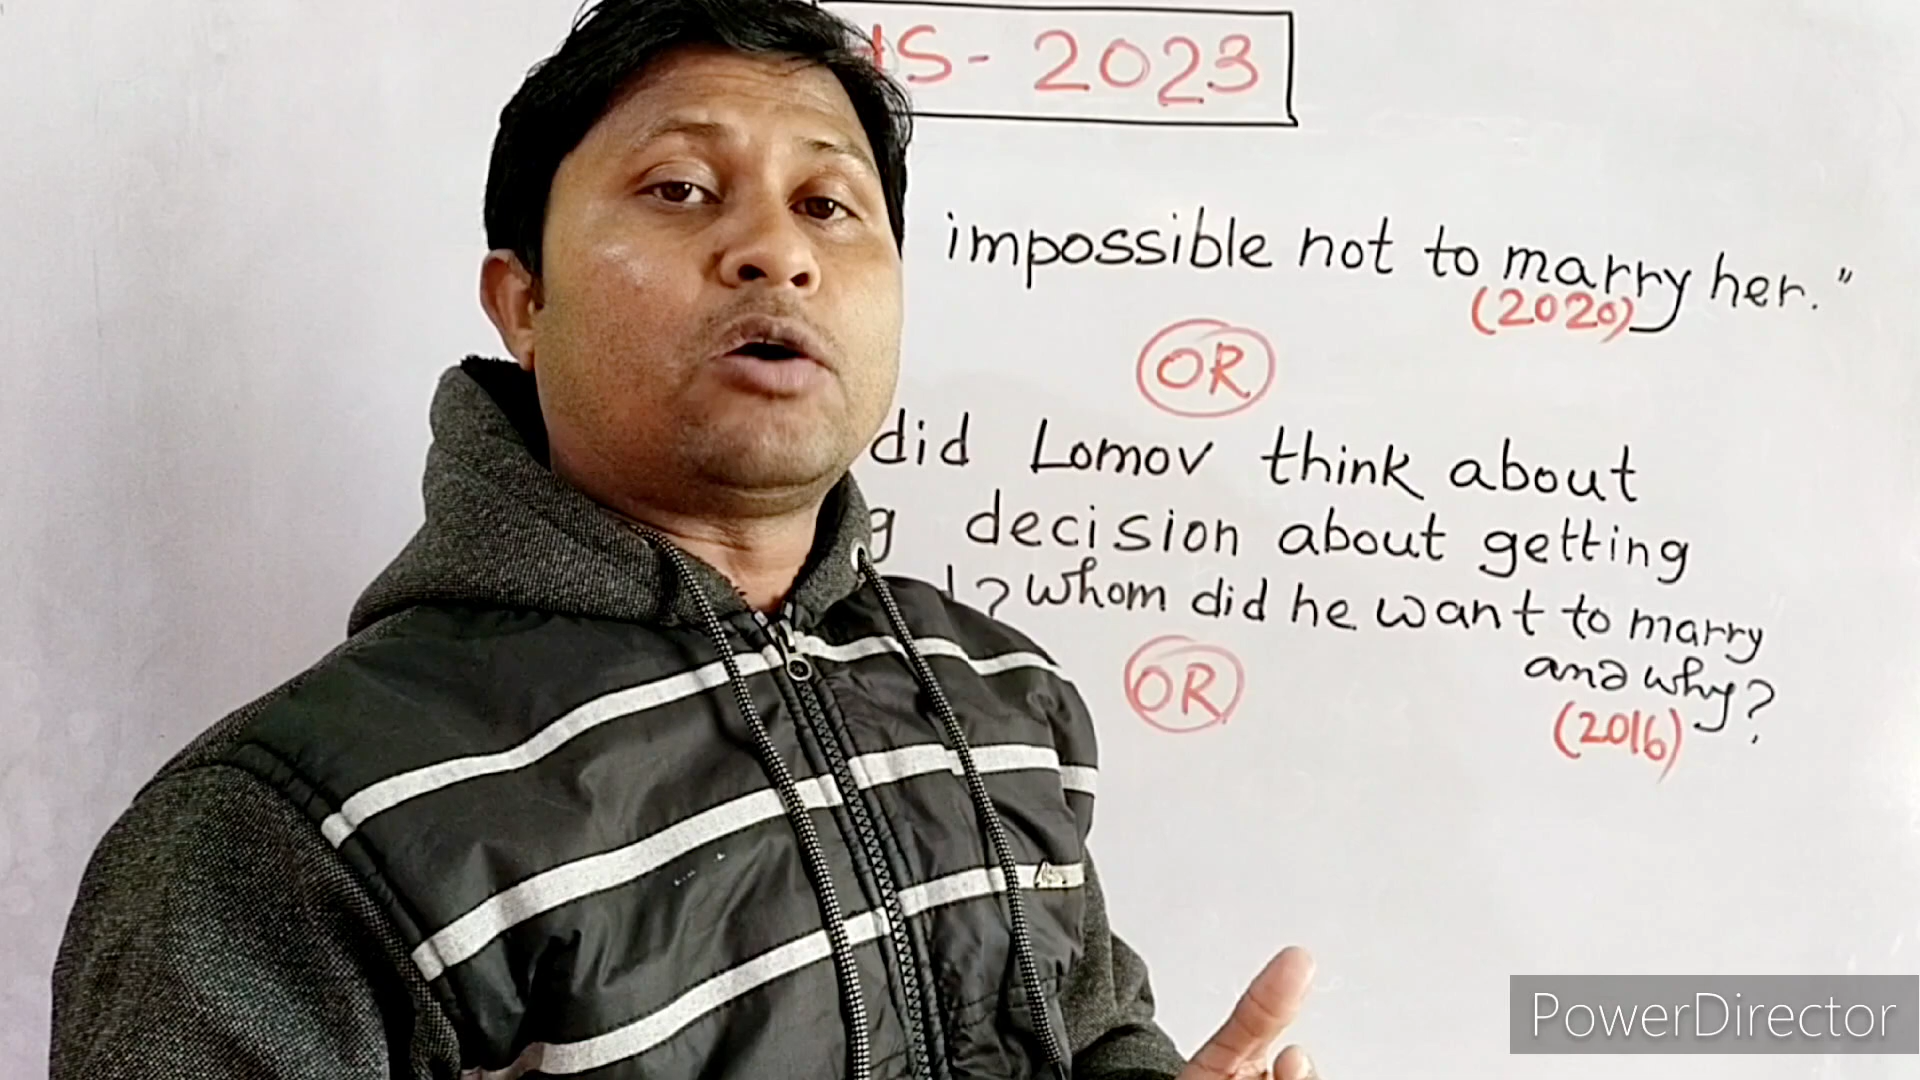 HS - 2023
impossible not to marry her."
(2020)
OR
did Lomov think about
decision about getting
? Whom did he want to marry
and why?
(2016)
OR
PowerDirector